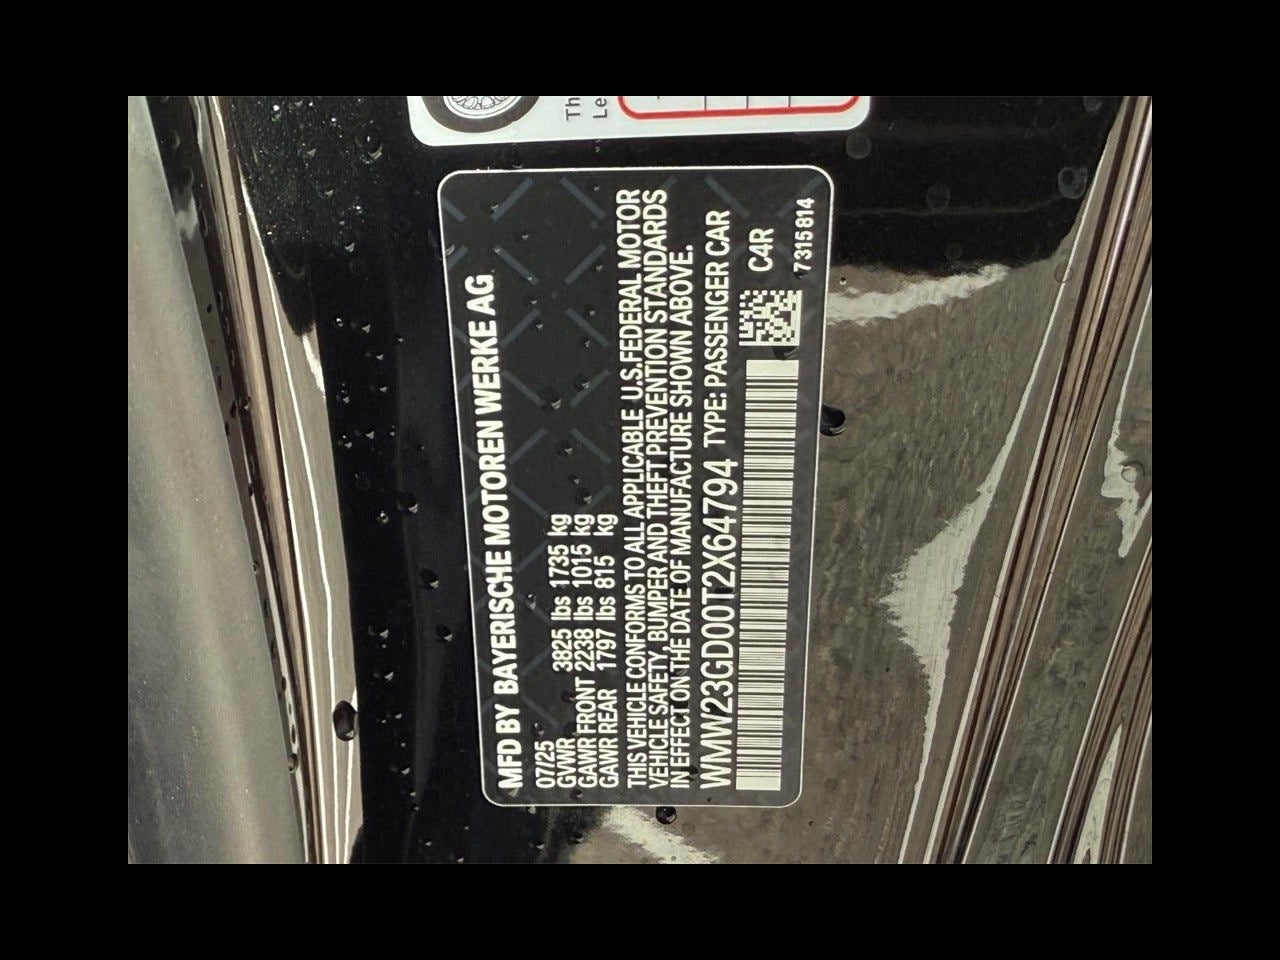 Th
Le
MFD BY BAYERISCHE MOTOREN WERKE AG
07/25
GVWR 3825 lbs 1735 kg
GAWR FRONT 2238 lbs 1015 kg
GAWR REAR 1797 lbs 815 kg
THIS VEHICLE CONFORMS TO ALL APPLICABLE U.S.FEDERAL MOTOR
VEHICLE SAFETY, BUMPER AND THEFT PREVENTION STANDARDS
IN EFFECT ON THE DATE OF MANUFACTURE SHOWN ABOVE.
WMW23GD00T2X64794 TYPE: PASSENGER CAR
C4R
7315814